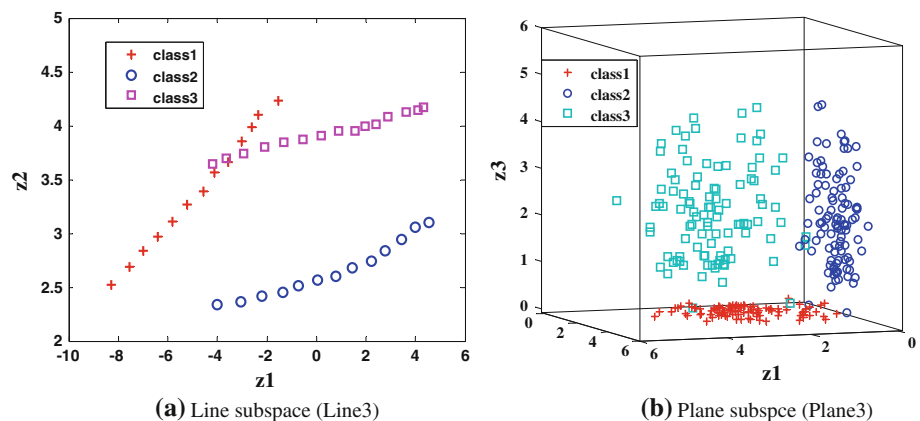 5
4.5
4
3.5
3
2.5
2
z2
-10 -8 -6 -4 -2 0 2 4 6
z1
class1
class2
class3
(a) Line subspace (Line3)
6
5
4
3
2
1
0
z3
class1
class2
class3
0 2 4 6
6 4 2 0
z1
(b) Plane subspce (Plane3)